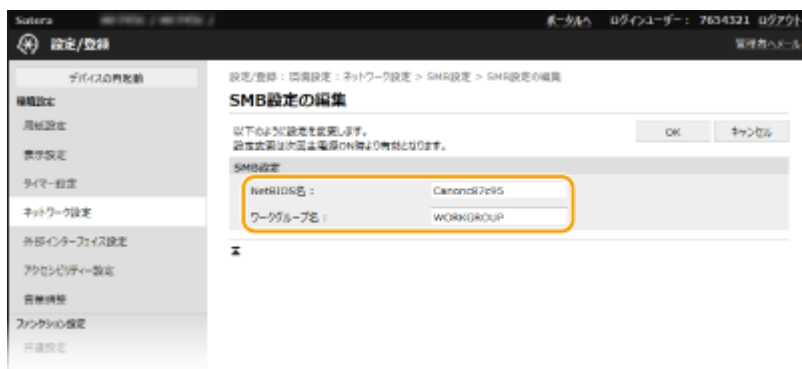 Satera
ポータルへ ログインユーザー： 7654321 ログアウト
設定/登録
管理者へメール
デバイスの再起動
設定/登録：環境設定：ネットワーク設定 > SMB設定 > SMB設定の編集
環境設定
SMB設定の編集
用紙設定
以下のように設定を変更します。
設定変更は次回主電源ON時より有効となります。
OK
キャンセル
表示設定
SMB設定
タイマー設定
NetBIOS名：
Canonc87c95
ネットワーク設定
ワークグループ名：
WORKGROUP
外部インターフェイス設定
アクセシビリティー設定
音量調整
ファンクション設定
共通設定